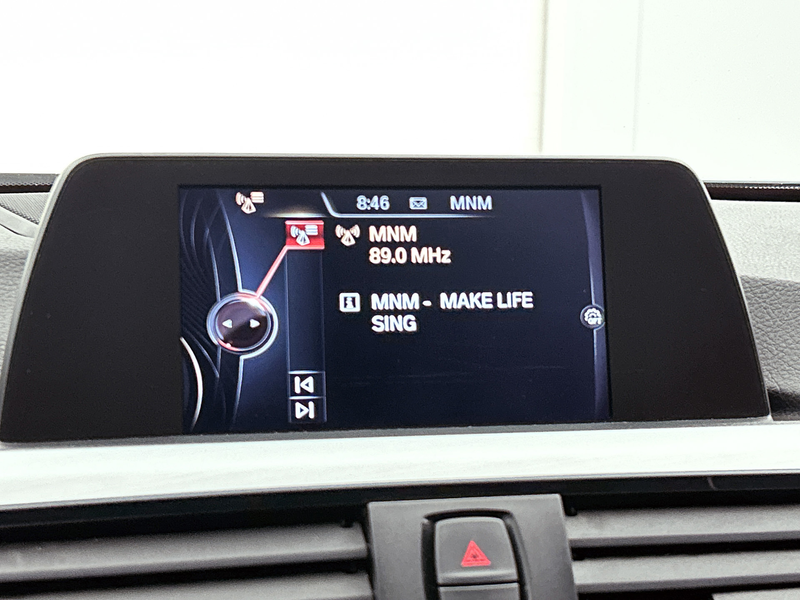 8:46 MNM
MNM
89.0 MHz
MNM - MAKE LIFE
SING